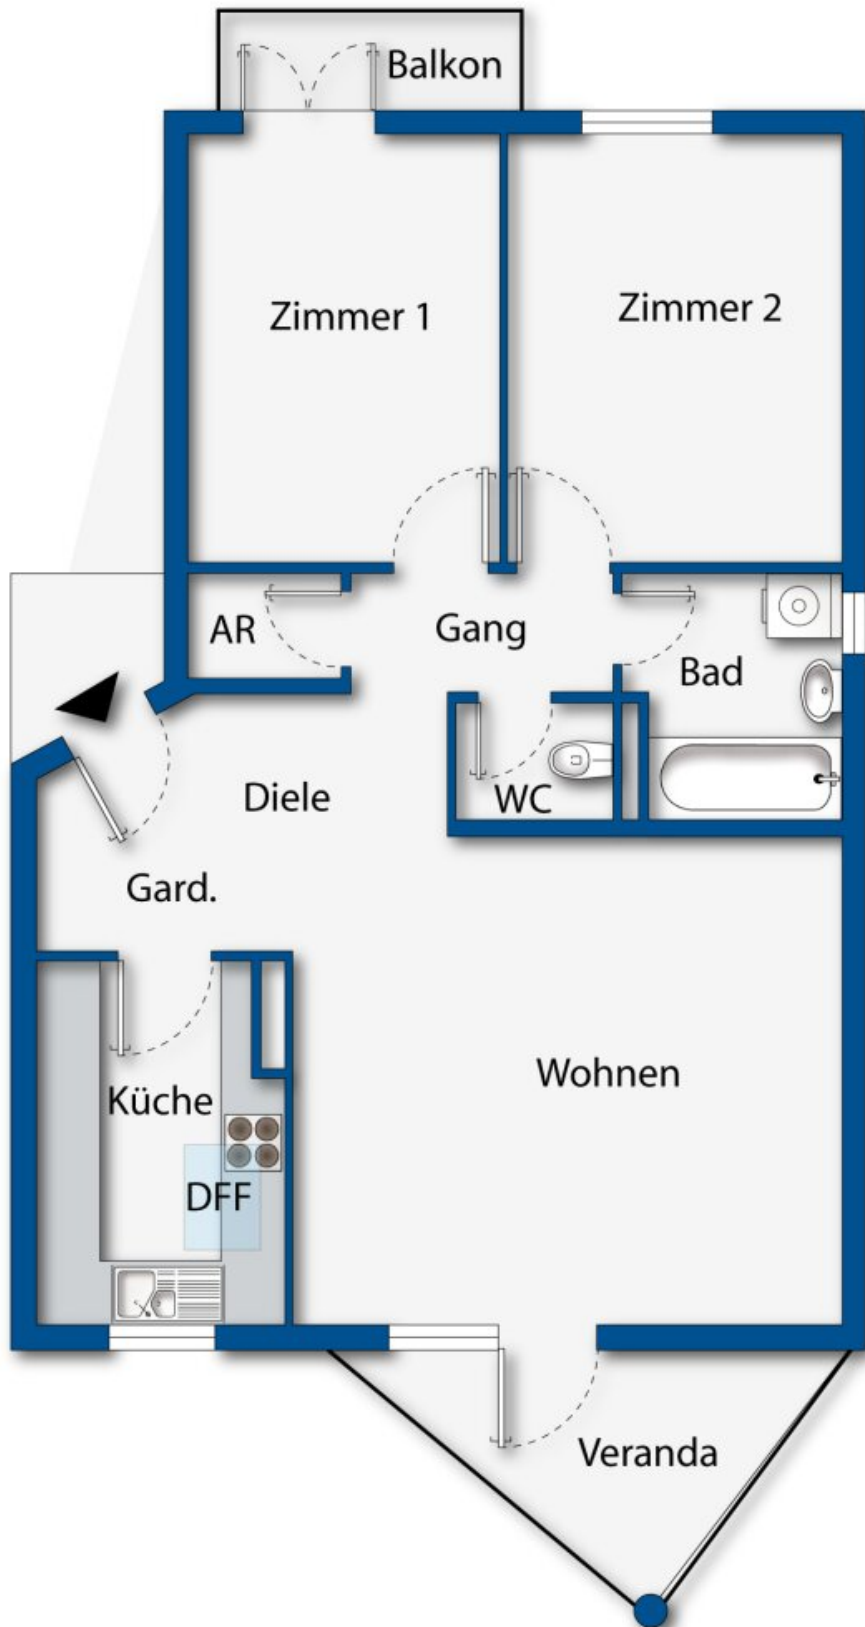 Balkon
Zimmer 1
Zimmer 2
AR
Gang
Bad
Diele
WC
Gard.
Wohnen
Küche
DFF
Veranda